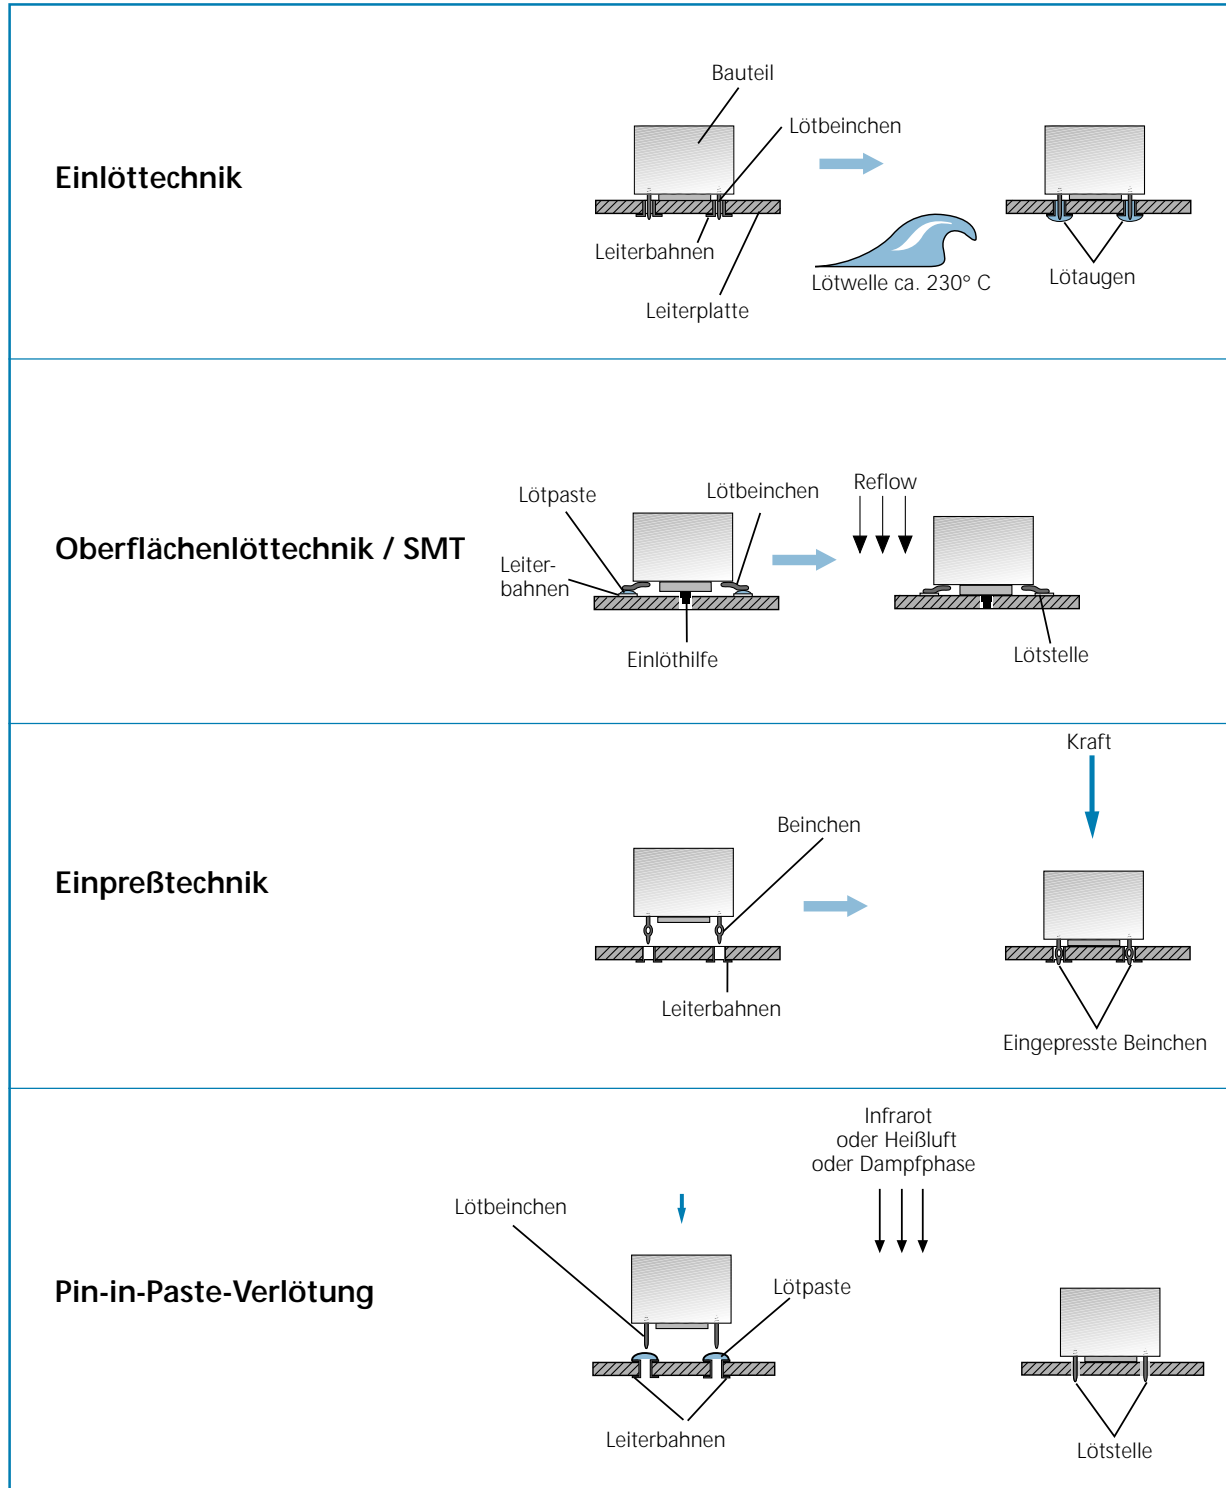 Einlöttechnik
Bauteil
Lötbeinchen
Leiterbahnen
Leiterplatte
Lötwelle ca. 230° C
Lötaugen
Oberflächenlöttechnik / SMT
Lötpaste
Lötbeinchen
Leiter-
bahnen
Einlöthilfe
Reflow
Lötstelle
Einpreßtechnik
Beinchen
Leiterbahnen
Kraft
Eingepresste Beinchen
Pin-in-Paste-Verlötung
Lötbeinchen
Lötpaste
Leiterbahnen
Infrarot
oder Heißluft
oder Dampfphase
Lötstelle